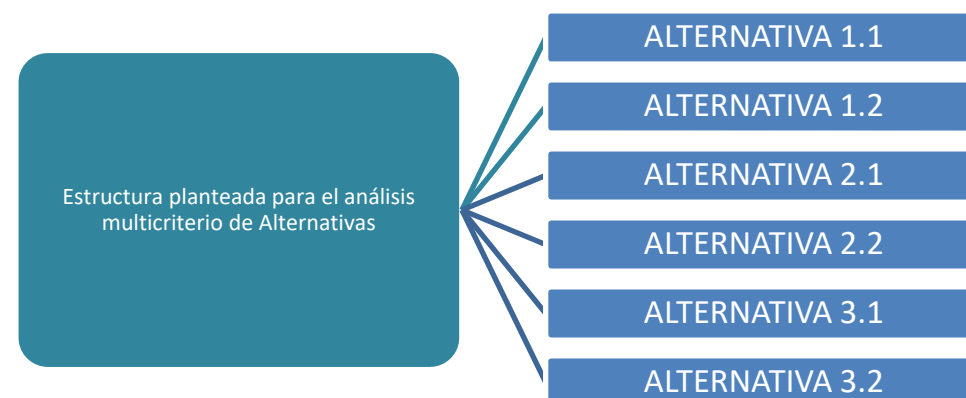 Estructura planteada para el análisis
multicriterio de Alternativas
ALTERNATIVA 1.1
ALTERNATIVA 1.2
ALTERNATIVA 2.1
ALTERNATIVA 2.2
ALTERNATIVA 3.1
ALTERNATIVA 3.2